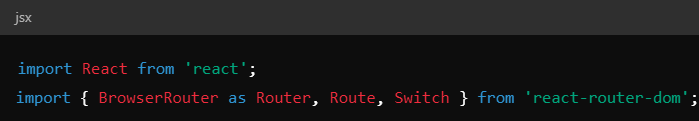 jsx
import React from 'react';
import { BrowserRouter as Router, Route, Switch } from 'react-router-dom';